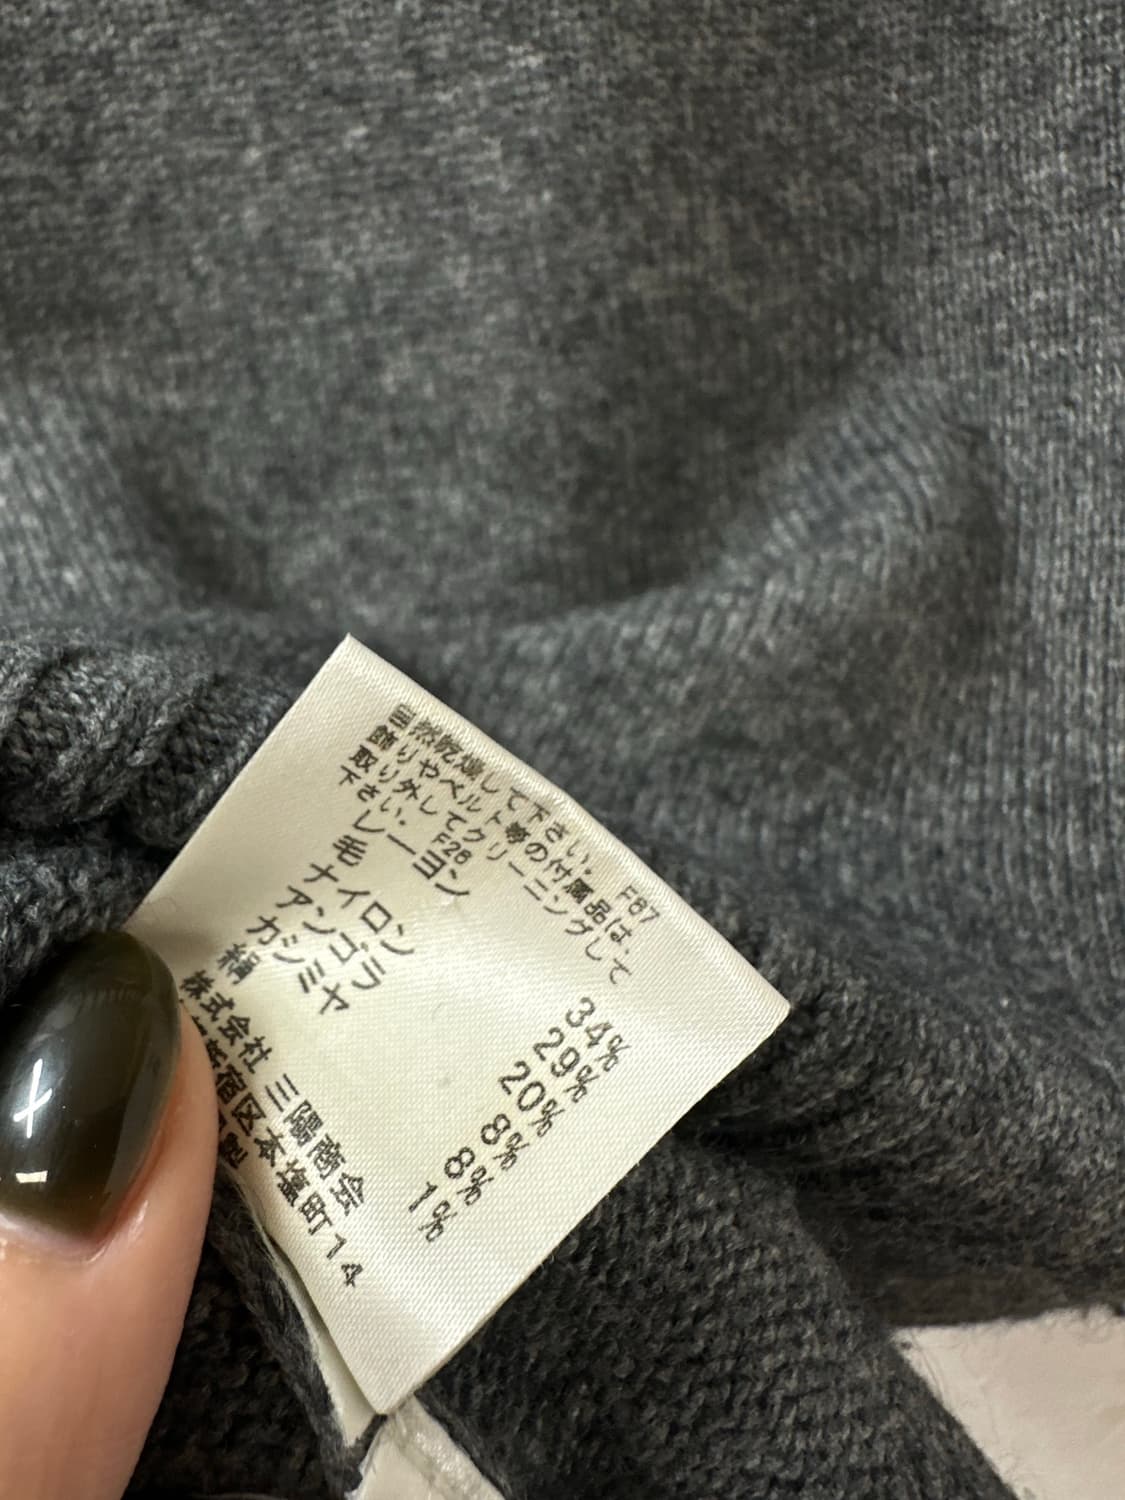 自然乾燥して下さい。 F67
飾りやベルト等の付属品は、
取り外してクリーニングして
下さい。 F26
レーヨン 34%
毛 29%
ナイロン 20%
アンゴラ 8%
カシミヤ 8%
絹 1%
株式会社 三陽商会
新宿区本塩町14
製